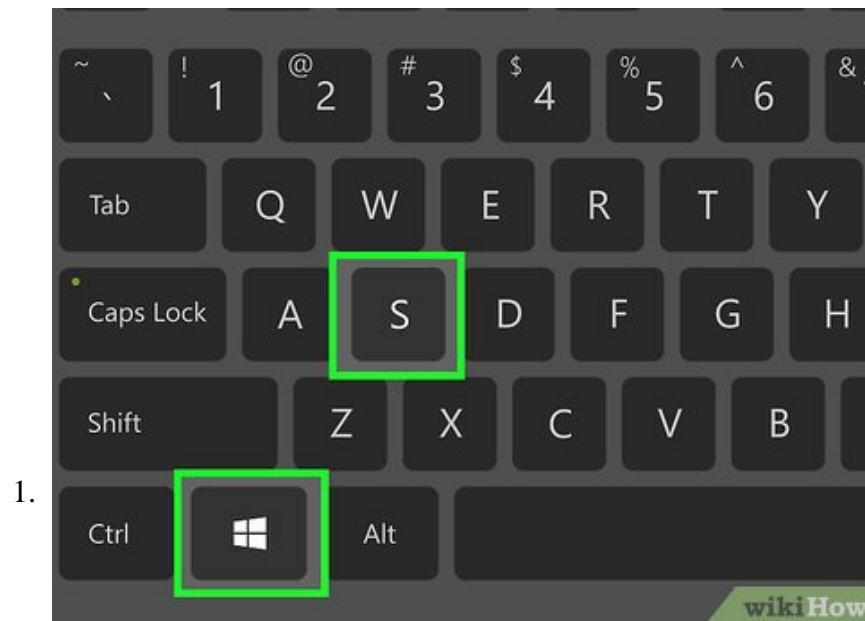 ~ ` ! 1 @ 2 # 3 $ 4 % 5 ^ 6 &
Tab Q W E R T Y
Caps Lock A S D F G H
Shift Z X C V B
1.
Ctrl Alt
wikiHow